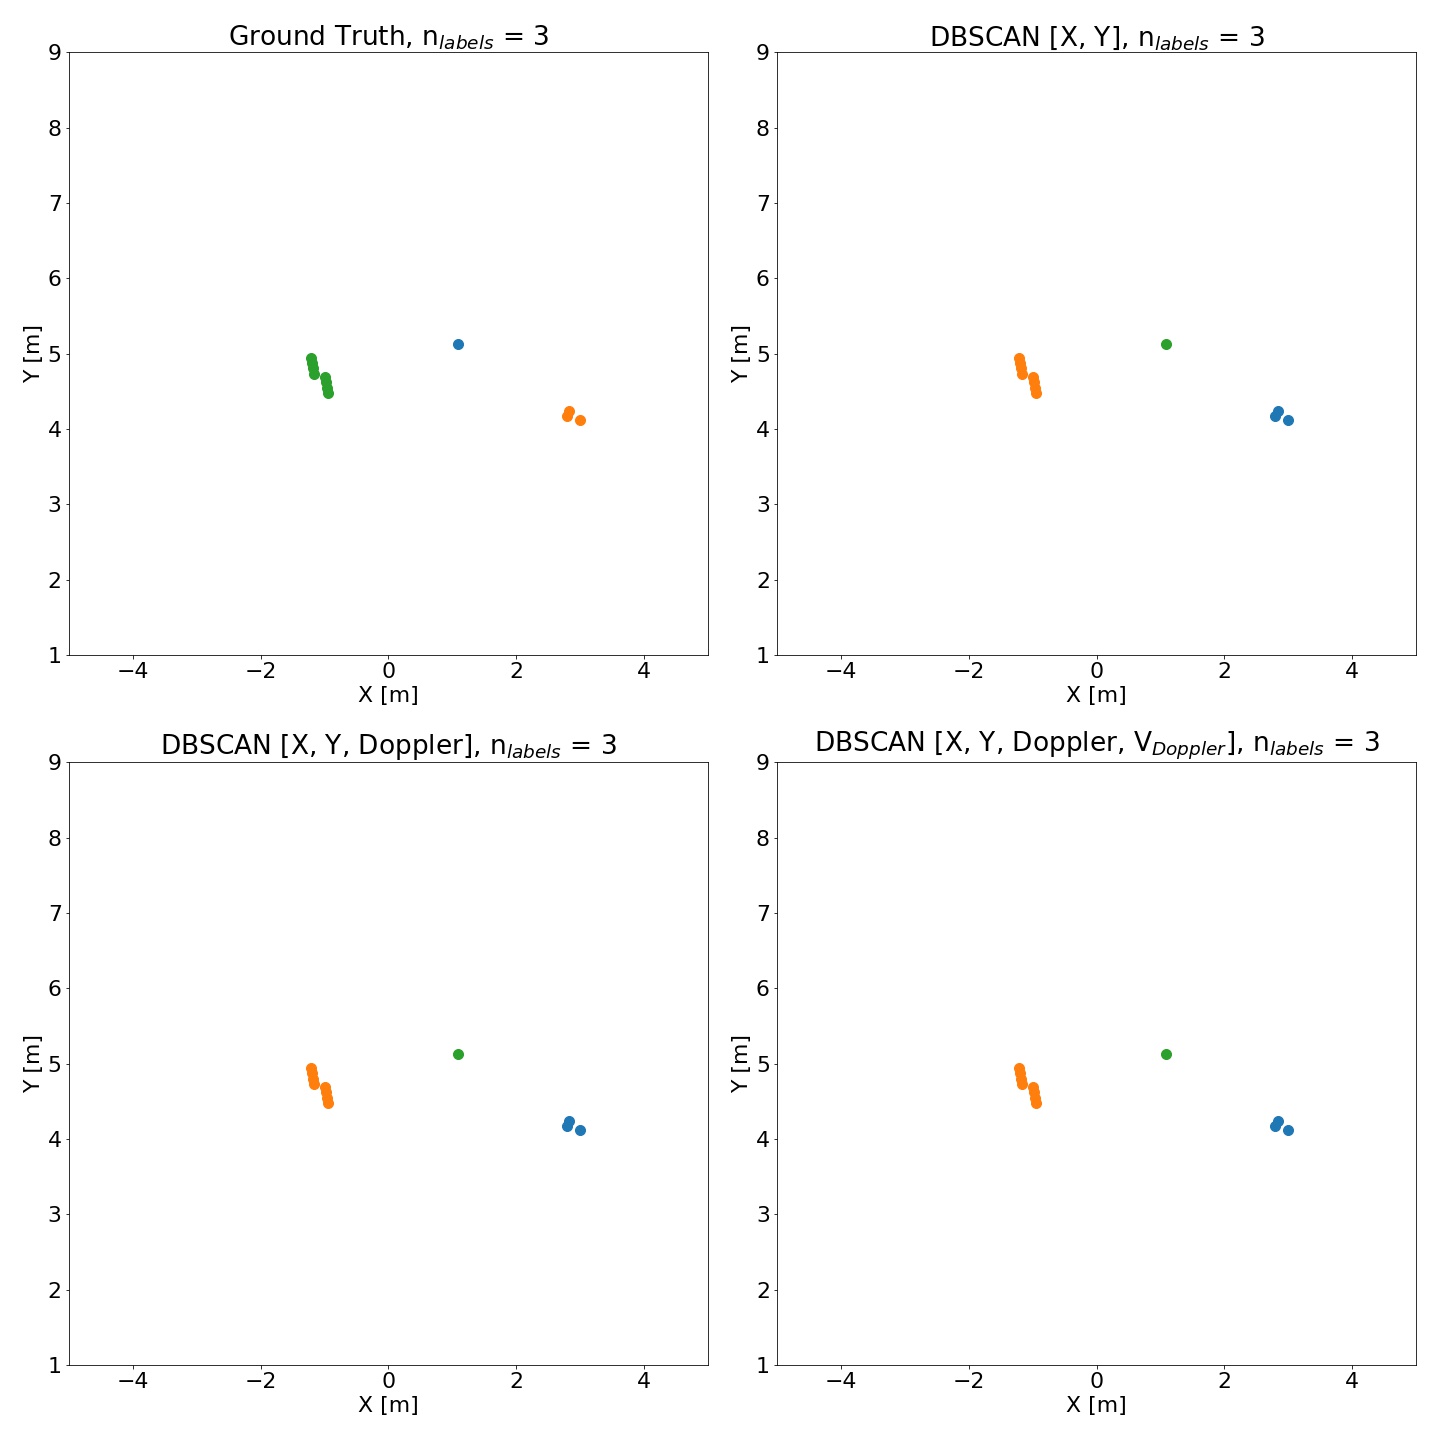 Ground Truth, n_labels = 3
9
8
7
6
5
4
3
2
1
Y [m]
−4 −2 0 2 4
X [m]
DBSCAN [X, Y], n_labels = 3
9
8
7
6
5
4
3
2
1
Y [m]
−4 −2 0 2 4
X [m]
DBSCAN [X, Y, Doppler], n_labels = 3
9
8
7
6
5
4
3
2
1
Y [m]
−4 −2 0 2 4
X [m]
DBSCAN [X, Y, Doppler, V_Doppler], n_labels = 3
9
8
7
6
5
4
3
2
1
Y [m]
−4 −2 0 2 4
X [m]